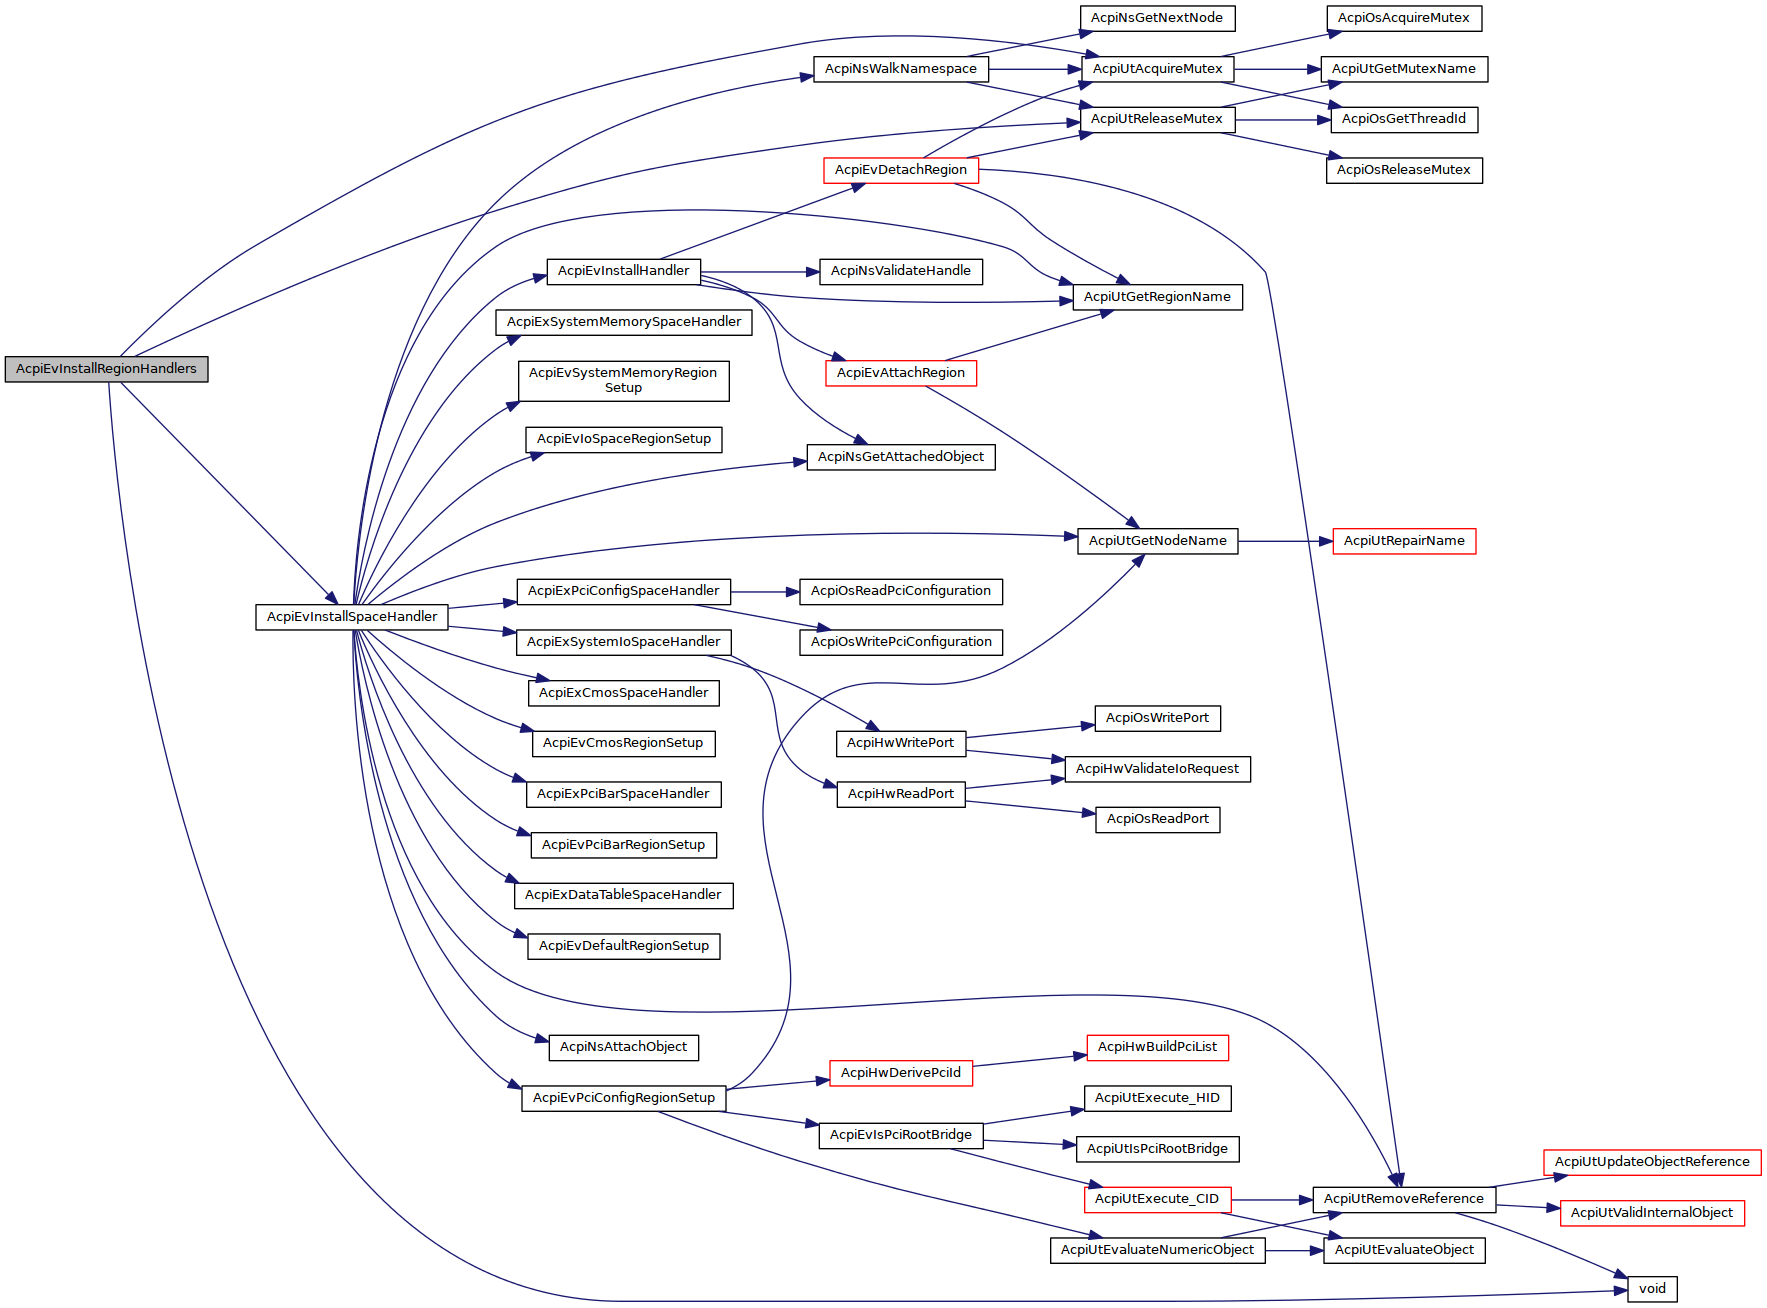 AcpiNsGetNextNode
AcpiOsAcquireMutex
AcpiNsWalkNamespace
AcpiUtAcquireMutex
AcpiUtGetMutexName
AcpiUtReleaseMutex
AcpiOsGetThreadId
AcpiEvDetachRegion
AcpiOsReleaseMutex
AcpiEvInstallHandler
AcpiNsValidateHandle
AcpiUtGetRegionName
AcpiExSystemMemorySpaceHandler
AcpiEvInstallRegionHandlers
AcpiEvSystemMemoryRegion
Setup
AcpiEvAttachRegion
AcpiEvIoSpaceRegionSetup
AcpiNsGetAttachedObject
AcpiUtGetNodeName
AcpiUtRepairName
AcpiExPciConfigSpaceHandler
AcpiOsReadPciConfiguration
AcpiEvInstallSpaceHandler
AcpiExSystemIoSpaceHandler
AcpiOsWritePciConfiguration
AcpiExCmosSpaceHandler
AcpiOsWritePort
AcpiEvCmosRegionSetup
AcpiHwWritePort
AcpiHwValidateIoRequest
AcpiExPciBarSpaceHandler
AcpiHwReadPort
AcpiOsReadPort
AcpiEvPciBarRegionSetup
AcpiExDataTableSpaceHandler
AcpiEvDefaultRegionSetup
AcpiNsAttachObject
AcpiHwBuildPciList
AcpiHwDerivePciId
AcpiEvPciConfigRegionSetup
AcpiUtExecute_HID
AcpiEvIsPciRootBridge
AcpiUtIsPciRootBridge
AcpiUtUpdateObjectReference
AcpiUtExecute_CID
AcpiUtRemoveReference
AcpiUtValidInternalObject
AcpiUtEvaluateNumericObject
AcpiUtEvaluateObject
void